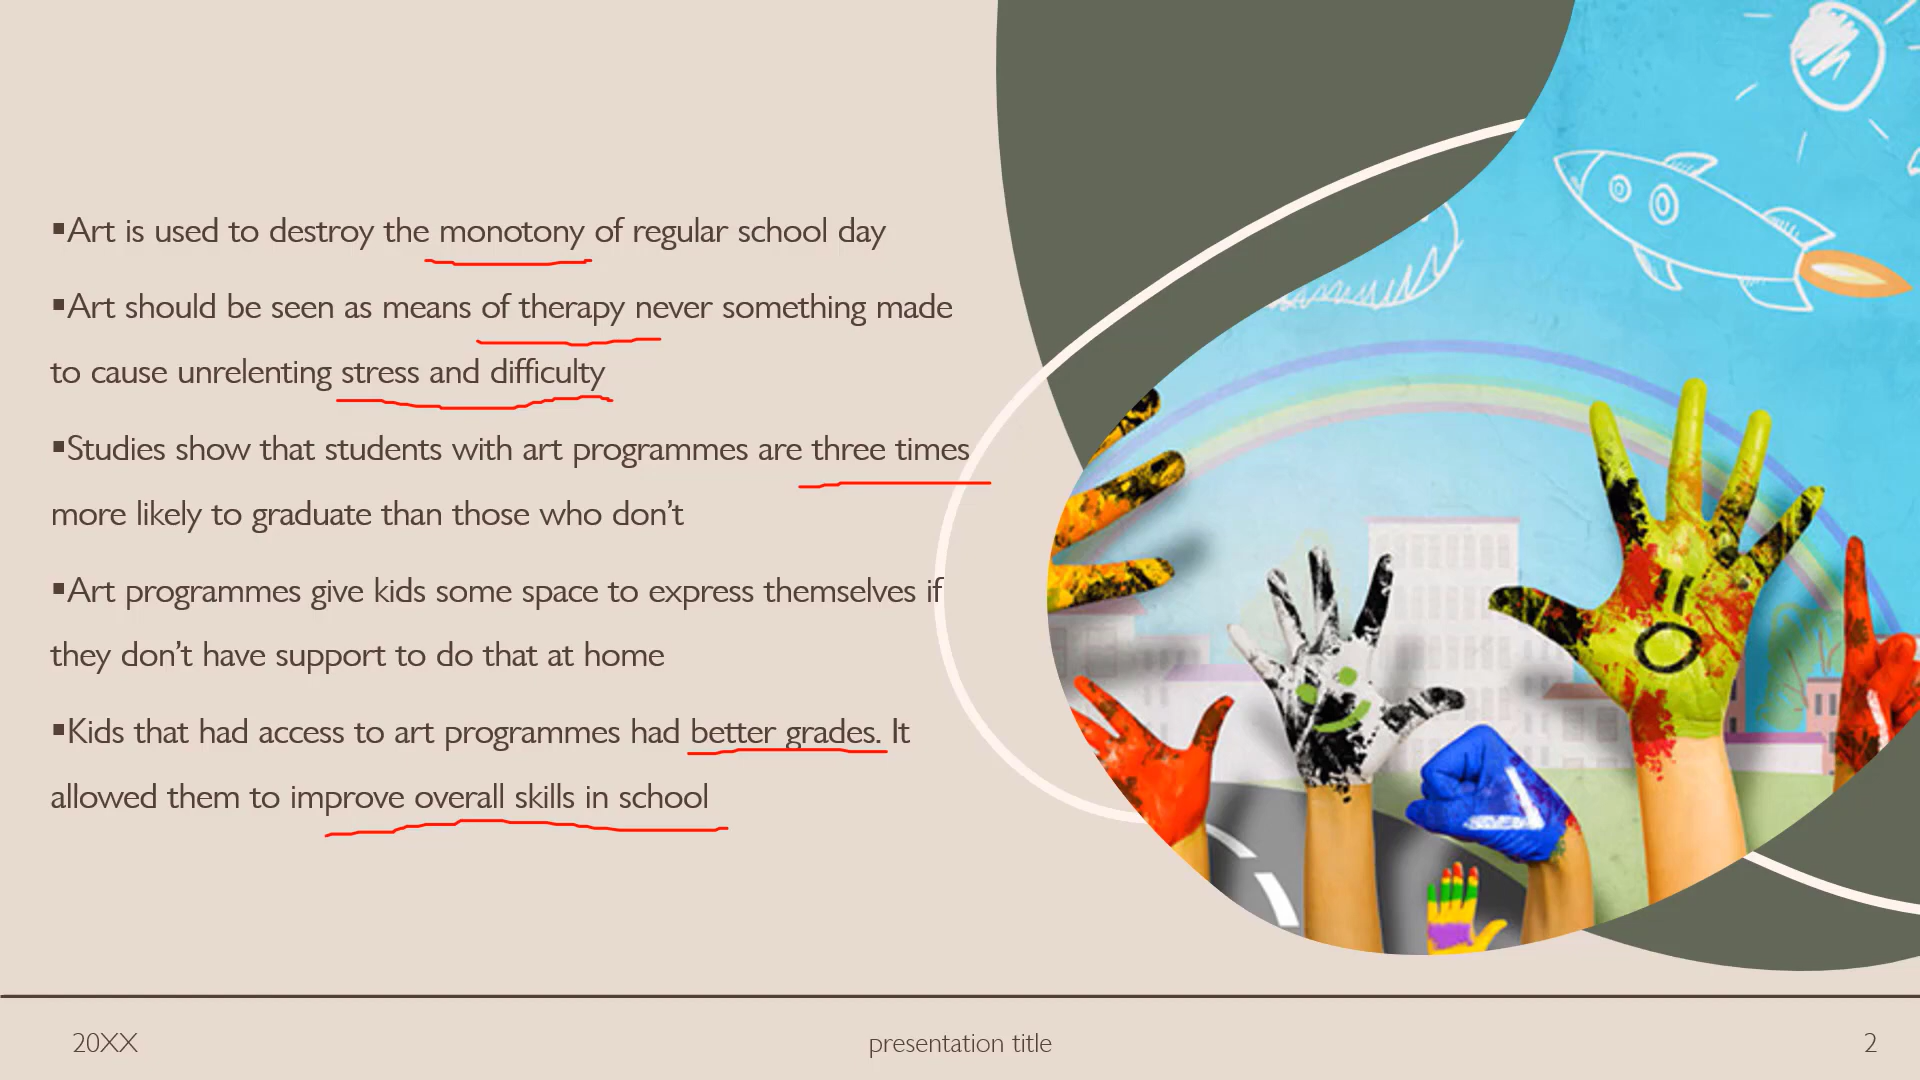 ▪Art is used to destroy the monotony of regular school day
▪Art should be seen as means of therapy never something made
to cause unrelenting stress and difficulty
▪Studies show that students with art programmes are three times
more likely to graduate than those who don’t
▪Art programmes give kids some space to express themselves if
they don’t have support to do that at home
▪Kids that had access to art programmes had better grades. It
allowed them to improve overall skills in school
20XX
presentation title
2